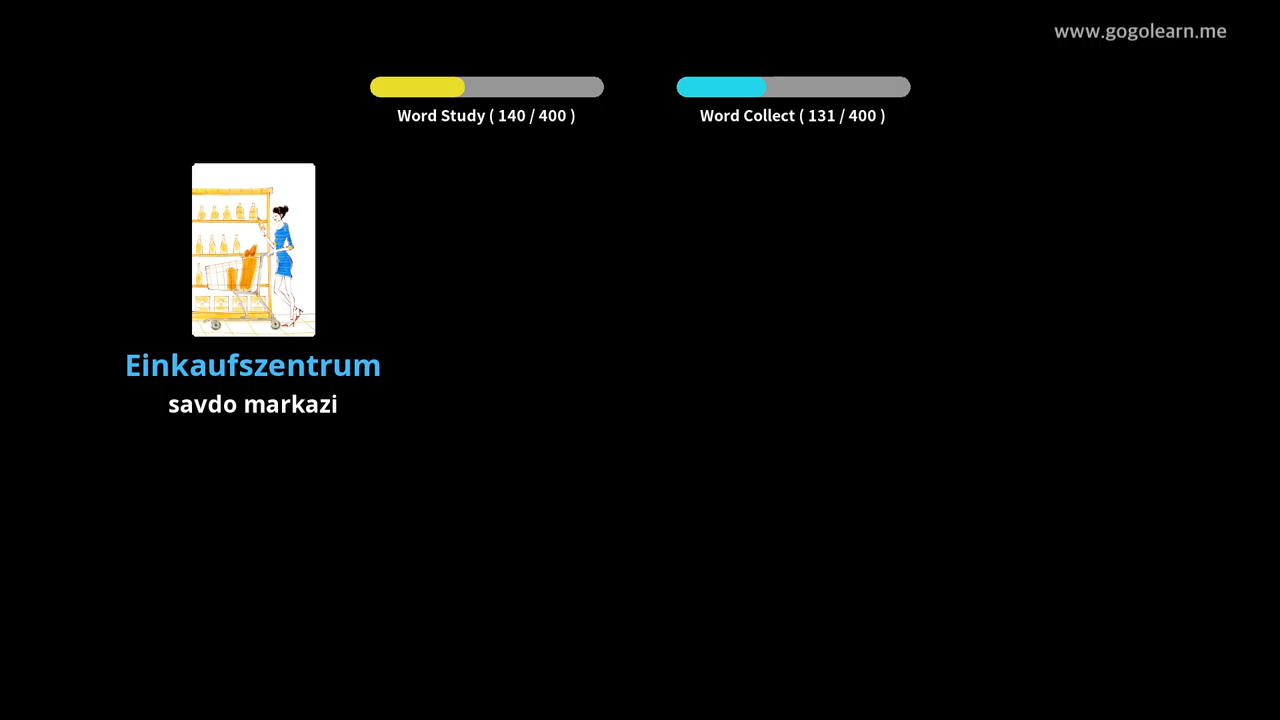 www.gogolearn.me
Word Study ( 140 / 400 )
Word Collect ( 131 / 400 )
Einkaufszentrum
savdo markazi